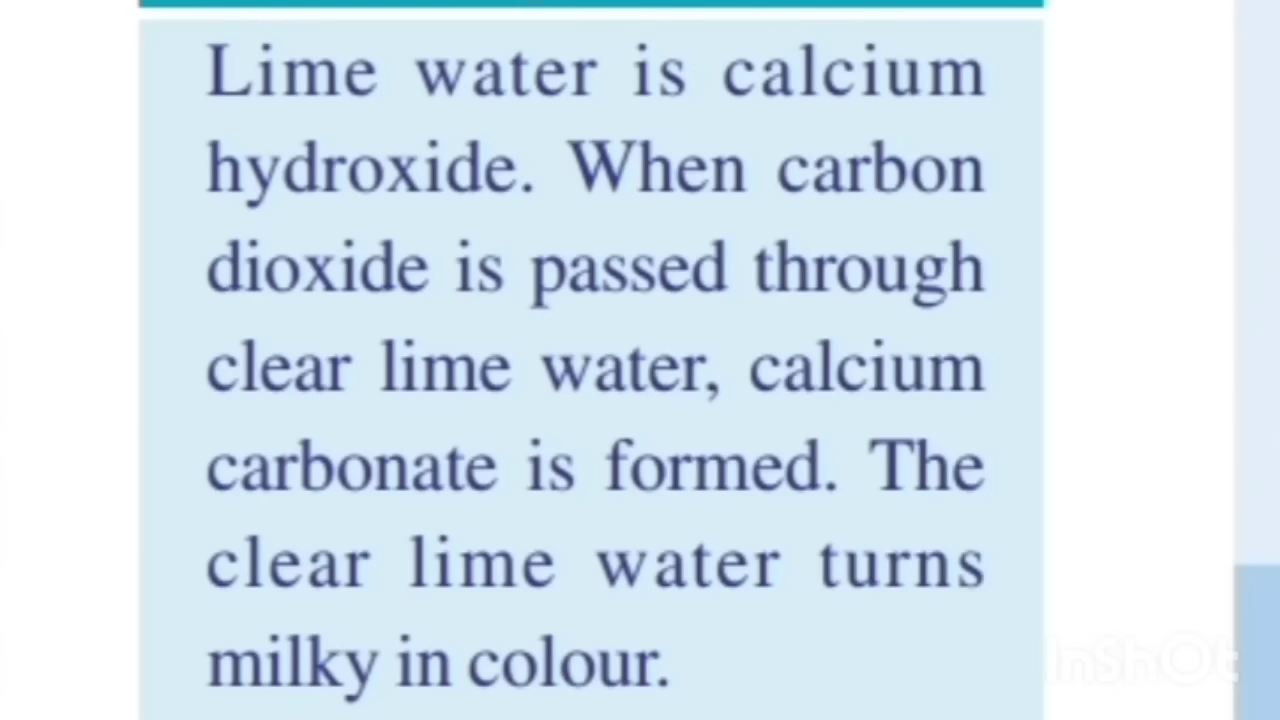 Lime water is calcium
hydroxide. When carbon
dioxide is passed through
clear lime water, calcium
carbonate is formed. The
clear lime water turns
milky in colour.
InShOt